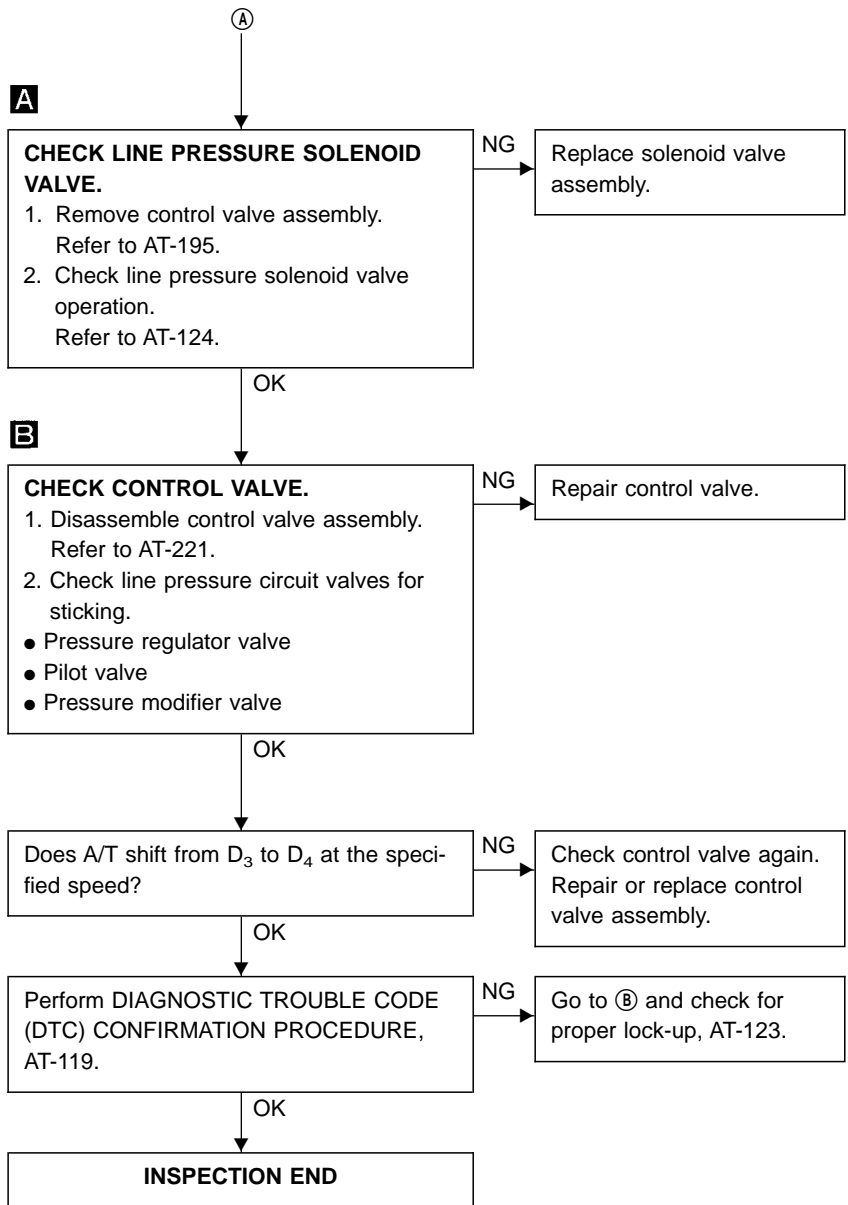 Ⓐ
A
CHECK LINE PRESSURE SOLENOID
VALVE.
1. Remove control valve assembly.
Refer to AT-195.
2. Check line pressure solenoid valve
operation.
Refer to AT-124.
NG
Replace solenoid valve
assembly.
OK
B
CHECK CONTROL VALVE.
1. Disassemble control valve assembly.
Refer to AT-221.
2. Check line pressure circuit valves for
sticking.
● Pressure regulator valve
● Pilot valve
● Pressure modifier valve
NG
Repair control valve.
OK
Does A/T shift from D₃ to D₄ at the speci-
fied speed?
NG
Check control valve again.
Repair or replace control
valve assembly.
OK
Perform DIAGNOSTIC TROUBLE CODE
(DTC) CONFIRMATION PROCEDURE,
AT-119.
NG
Go to Ⓑ and check for
proper lock-up, AT-123.
OK
INSPECTION END